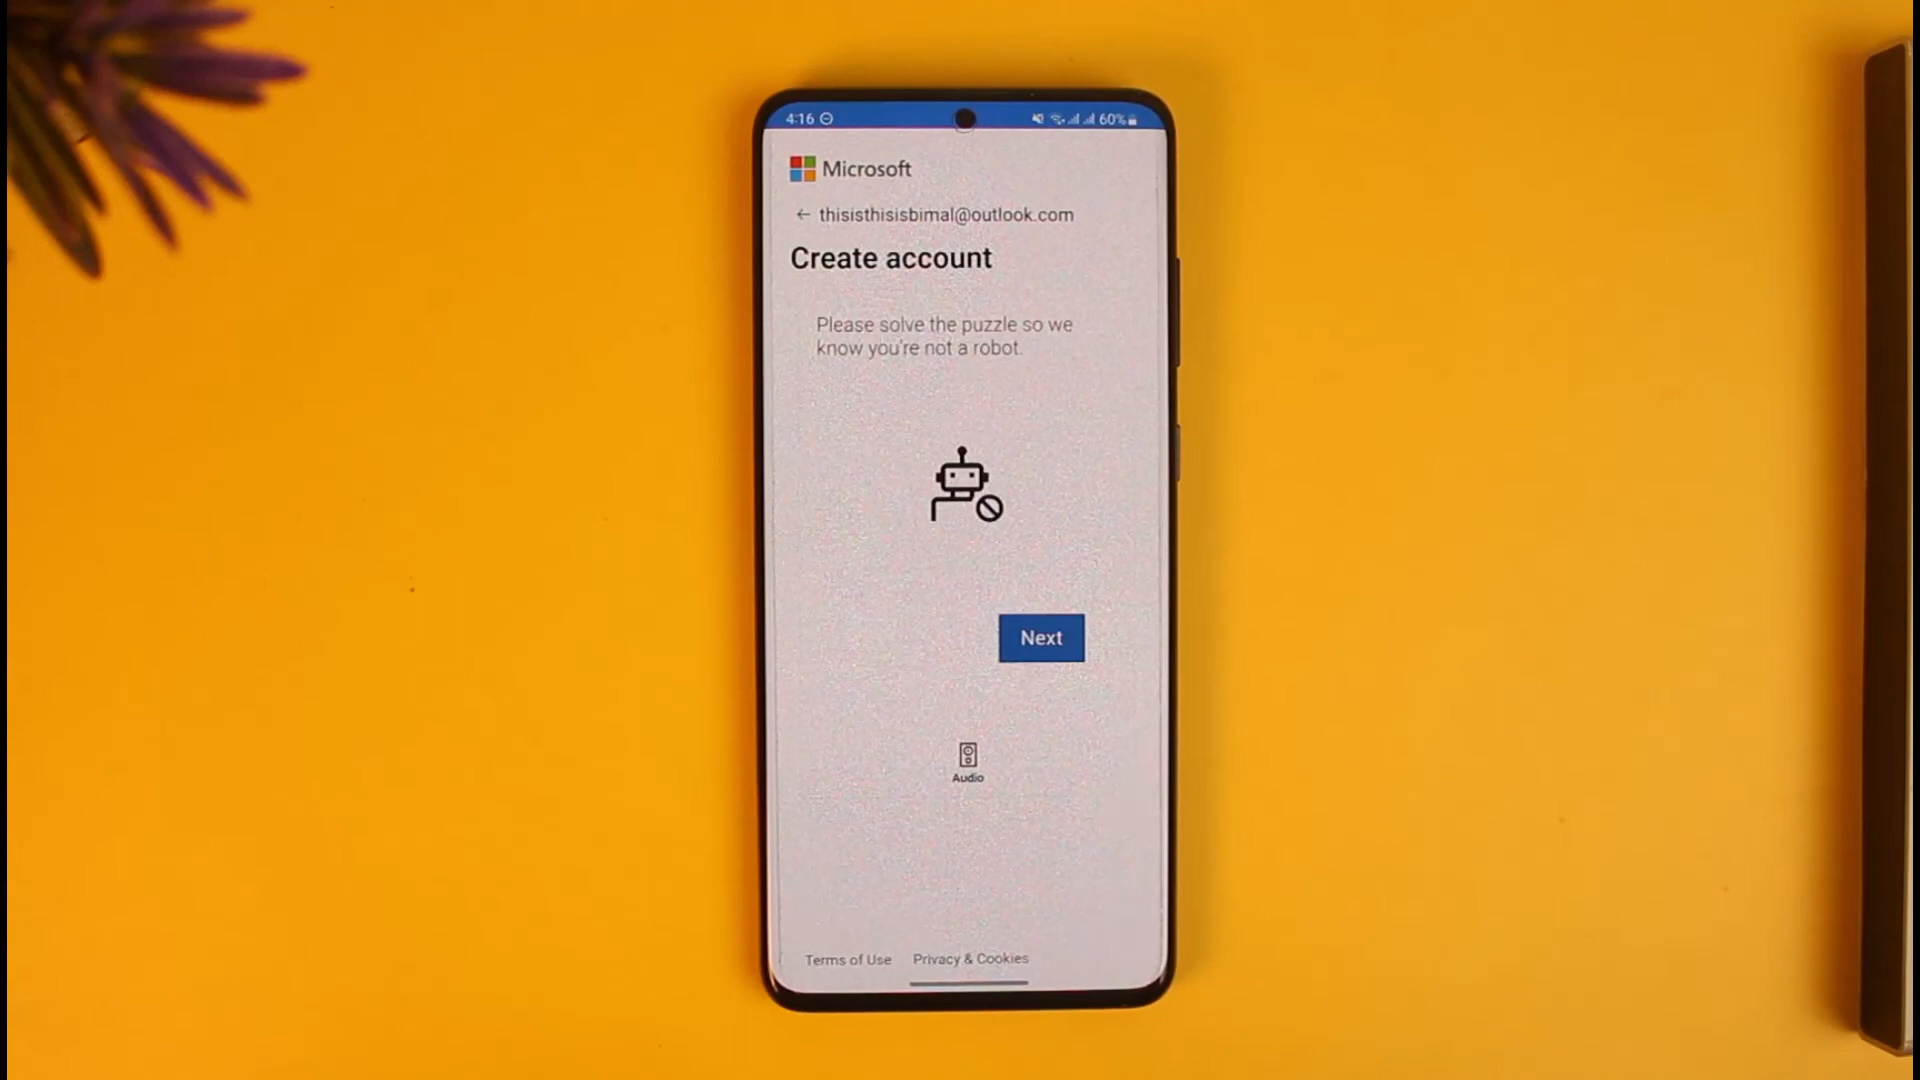 4:16 60%
Microsoft
← thisisthisisbimal@outlook.com
Create account
Please solve the puzzle so we
know you're not a robot.
Next
Audio
Terms of Use Privacy & Cookies